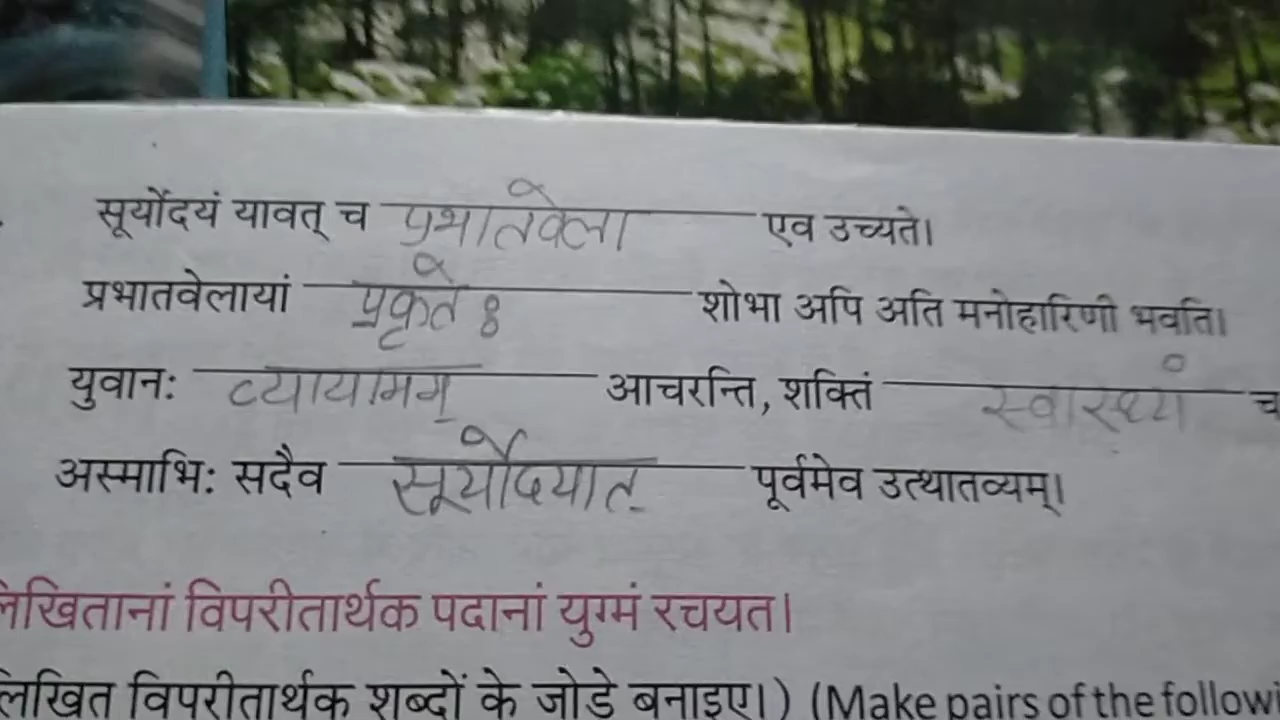 सूर्योदयं यावत् च प्रभातवेला एव उच्यते।
प्रभातवेलायां प्रकृतेः शोभा अपि अति मनोहारिणी भवति।
युवानः व्यायामम् आचरन्ति, शक्तिं स्वास्थ्यं च
अस्माभिः सदैव सूर्योदयात् पूर्वमेव उत्थातव्यम्।
लिखितानां विपरीतार्थक पदानां युग्मं रचयत।
लिखित विपरीतार्थक शब्दों के जोडे बनाइए।) (Make pairs of the followi